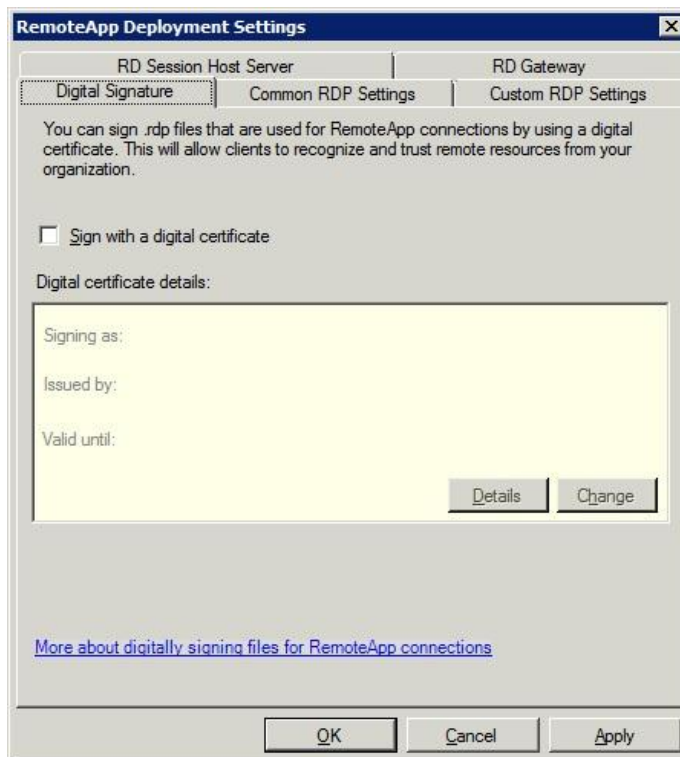 RemoteApp Deployment Settings
RD Session Host Server
RD Gateway
Digital Signature
Common RDP Settings
Custom RDP Settings
You can sign .rdp files that are used for RemoteApp connections by using a digital
certificate. This will allow clients to recognize and trust remote resources from your
organization.
Sign with a digital certificate
Digital certificate details:
Signing as:
Issued by:
Valid until:
Details
Change
More about digitally signing files for RemoteApp connections
OK
Cancel
Apply